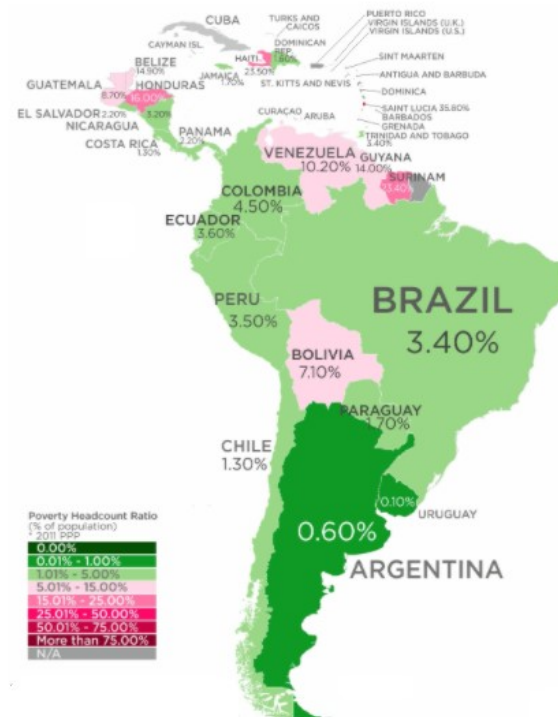 CUBA
TURKS AND
CAICOS
PUERTO RICO
VIRGIN ISLANDS (U.K.)
VIRGIN ISLANDS (U.S.)
CAYMAN ISL.
DOMINICAN
REP.
1.60%
HAITI
23.50%
SINT MAARTEN
BELIZE
14.90%
JAMAICA
1.70%
ST. KITTS AND NEVIS
ANTIGUA AND BARBUDA
GUATEMALA
8.70%
HONDURAS
16.00%
DOMINICA
EL SALVADOR
2.20%
3.20%
NICARAGUA
CURAÇAO
ARUBA
SAINT LUCIA 35.80%
BARBADOS
GRENADA
COSTA RICA
1.30%
PANAMA
2.20%
TRINIDAD AND TOBAGO
3.40%
VENEZUELA
10.20%
GUYANA
14.00%
SURINAM
13.40%
COLOMBIA
4.50%
ECUADOR
3.60%
PERU
3.50%
BRAZIL
3.40%
BOLIVIA
7.10%
PARAGUAY
1.70%
CHILE
1.30%
0.10%
URUGUAY
0.60%
ARGENTINA
Poverty Headcount Ratio
(% of population)
* 2011 PPP
0.00%
0.01% - 1.00%
1.01% - 5.00%
5.01% - 15.00%
15.01% - 25.00%
25.01% - 50.00%
50.01% - 75.00%
More than 75.00%
N/A